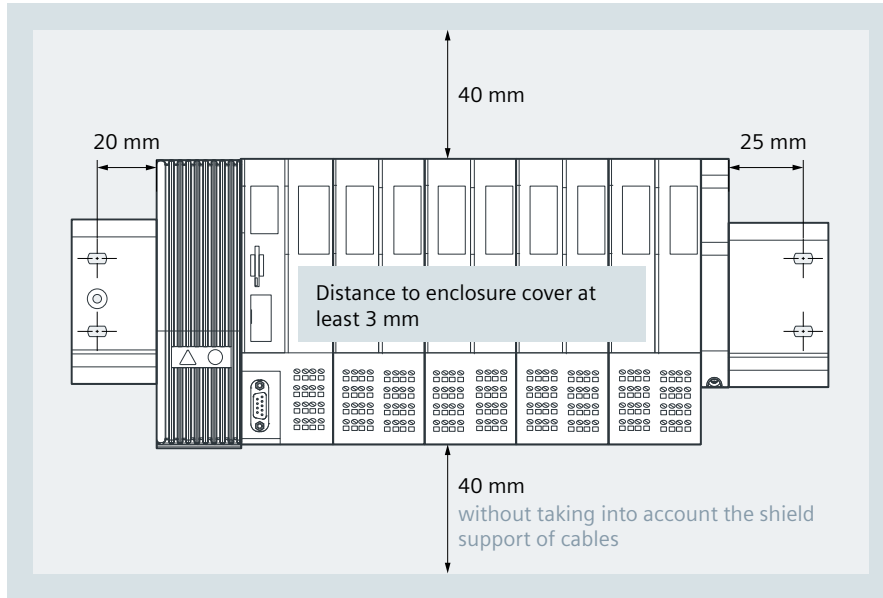 40 mm
20 mm
25 mm
Distance to enclosure cover at
least 3 mm
40 mm
without taking into account the shield
support of cables